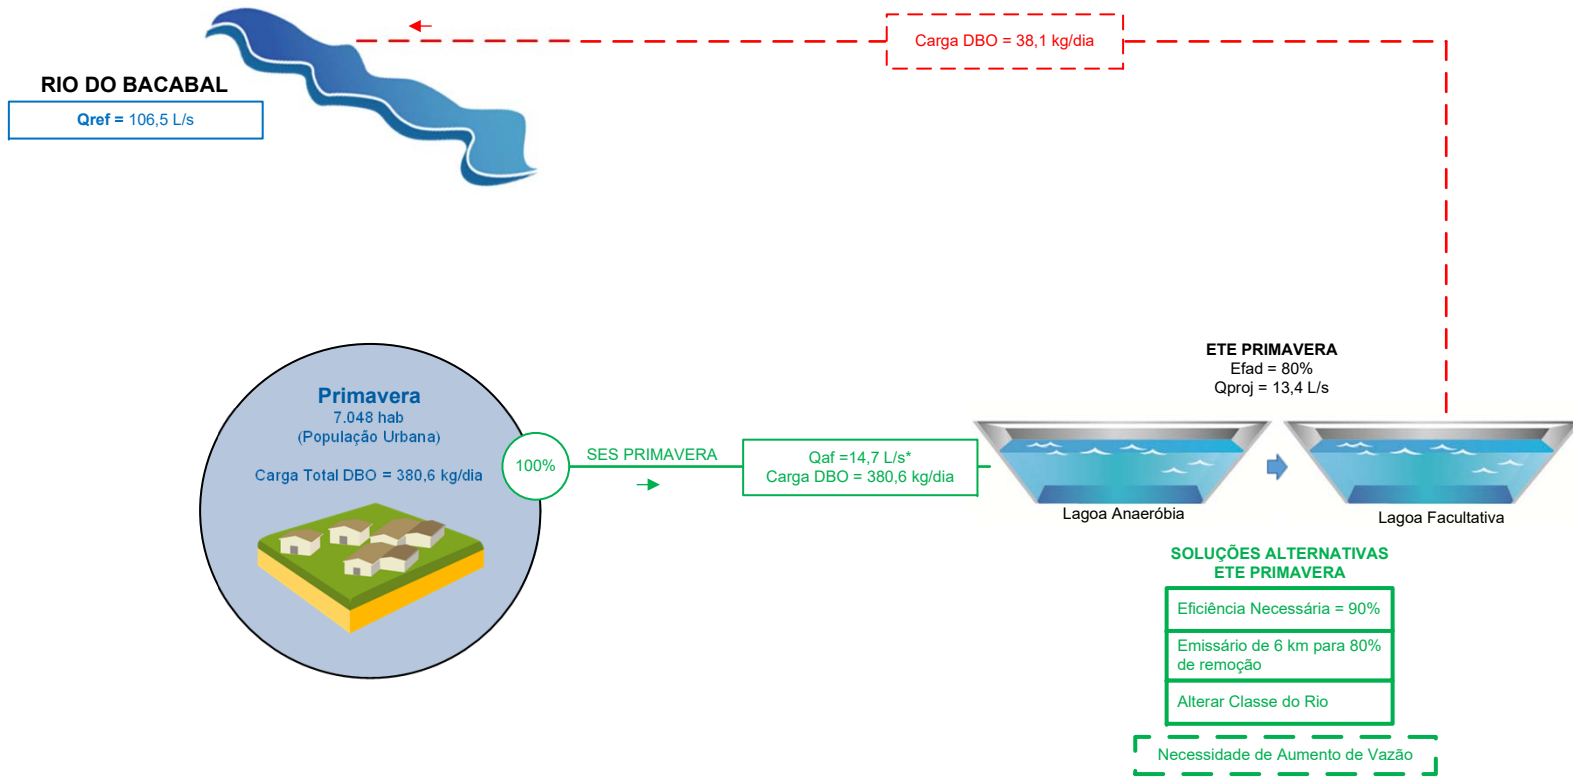 Carga DBO = 38,1 kg/dia
RIO DO BACABAL
Qref = 106,5 L/s
ETE PRIMAVERA
Efad = 80%
Qproj = 13,4 L/s
Primavera
7.048 hab
(População Urbana)
Carga Total DBO = 380,6 kg/dia
100%
SES PRIMAVERA
Qaf =14,7 L/s*
Carga DBO = 380,6 kg/dia
Lagoa Anaeróbia
Lagoa Facultativa
SOLUÇÕES ALTERNATIVAS
ETE PRIMAVERA
Eficiência Necessária = 90%
Emissário de 6 km para 80%
de remoção
Alterar Classe do Rio
Necessidade de Aumento de Vazão